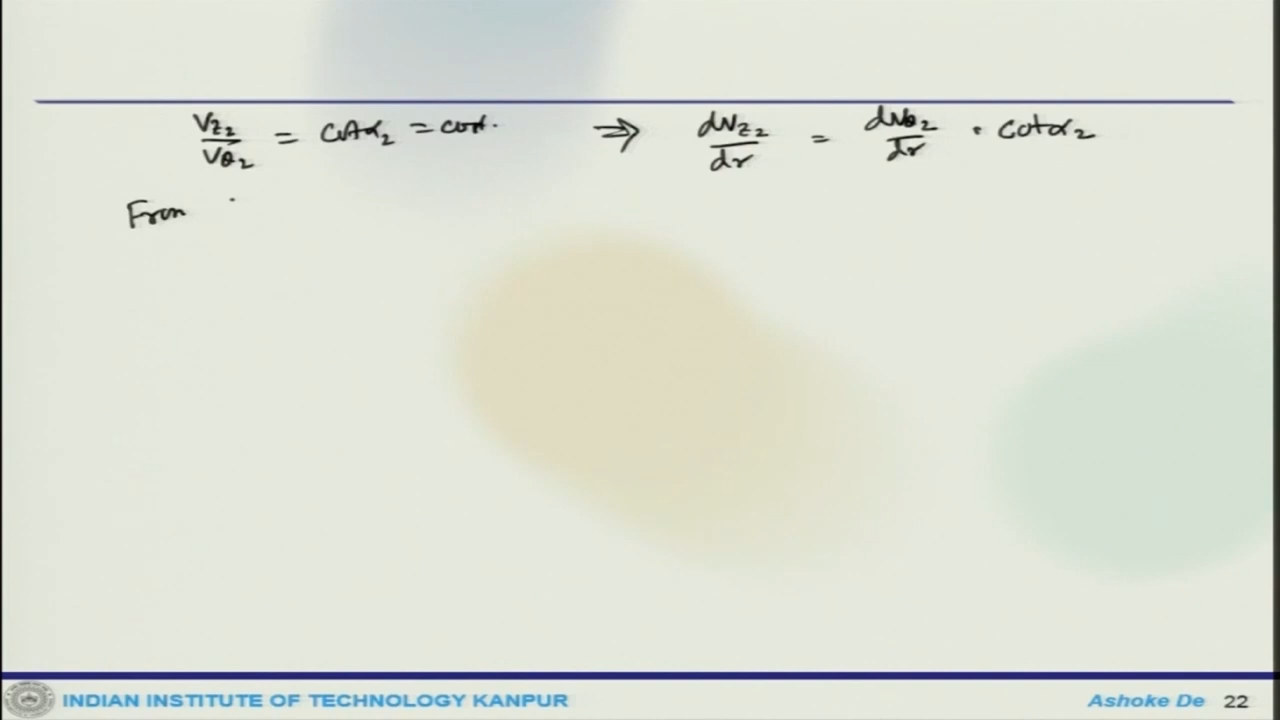 Vz₂/Vθ₂ = cotα₂ = const. ⇒ dVz₂/dr = dVθ₂/dr · cotα₂
From
INDIAN INSTITUTE OF TECHNOLOGY KANPUR Ashoke De 22